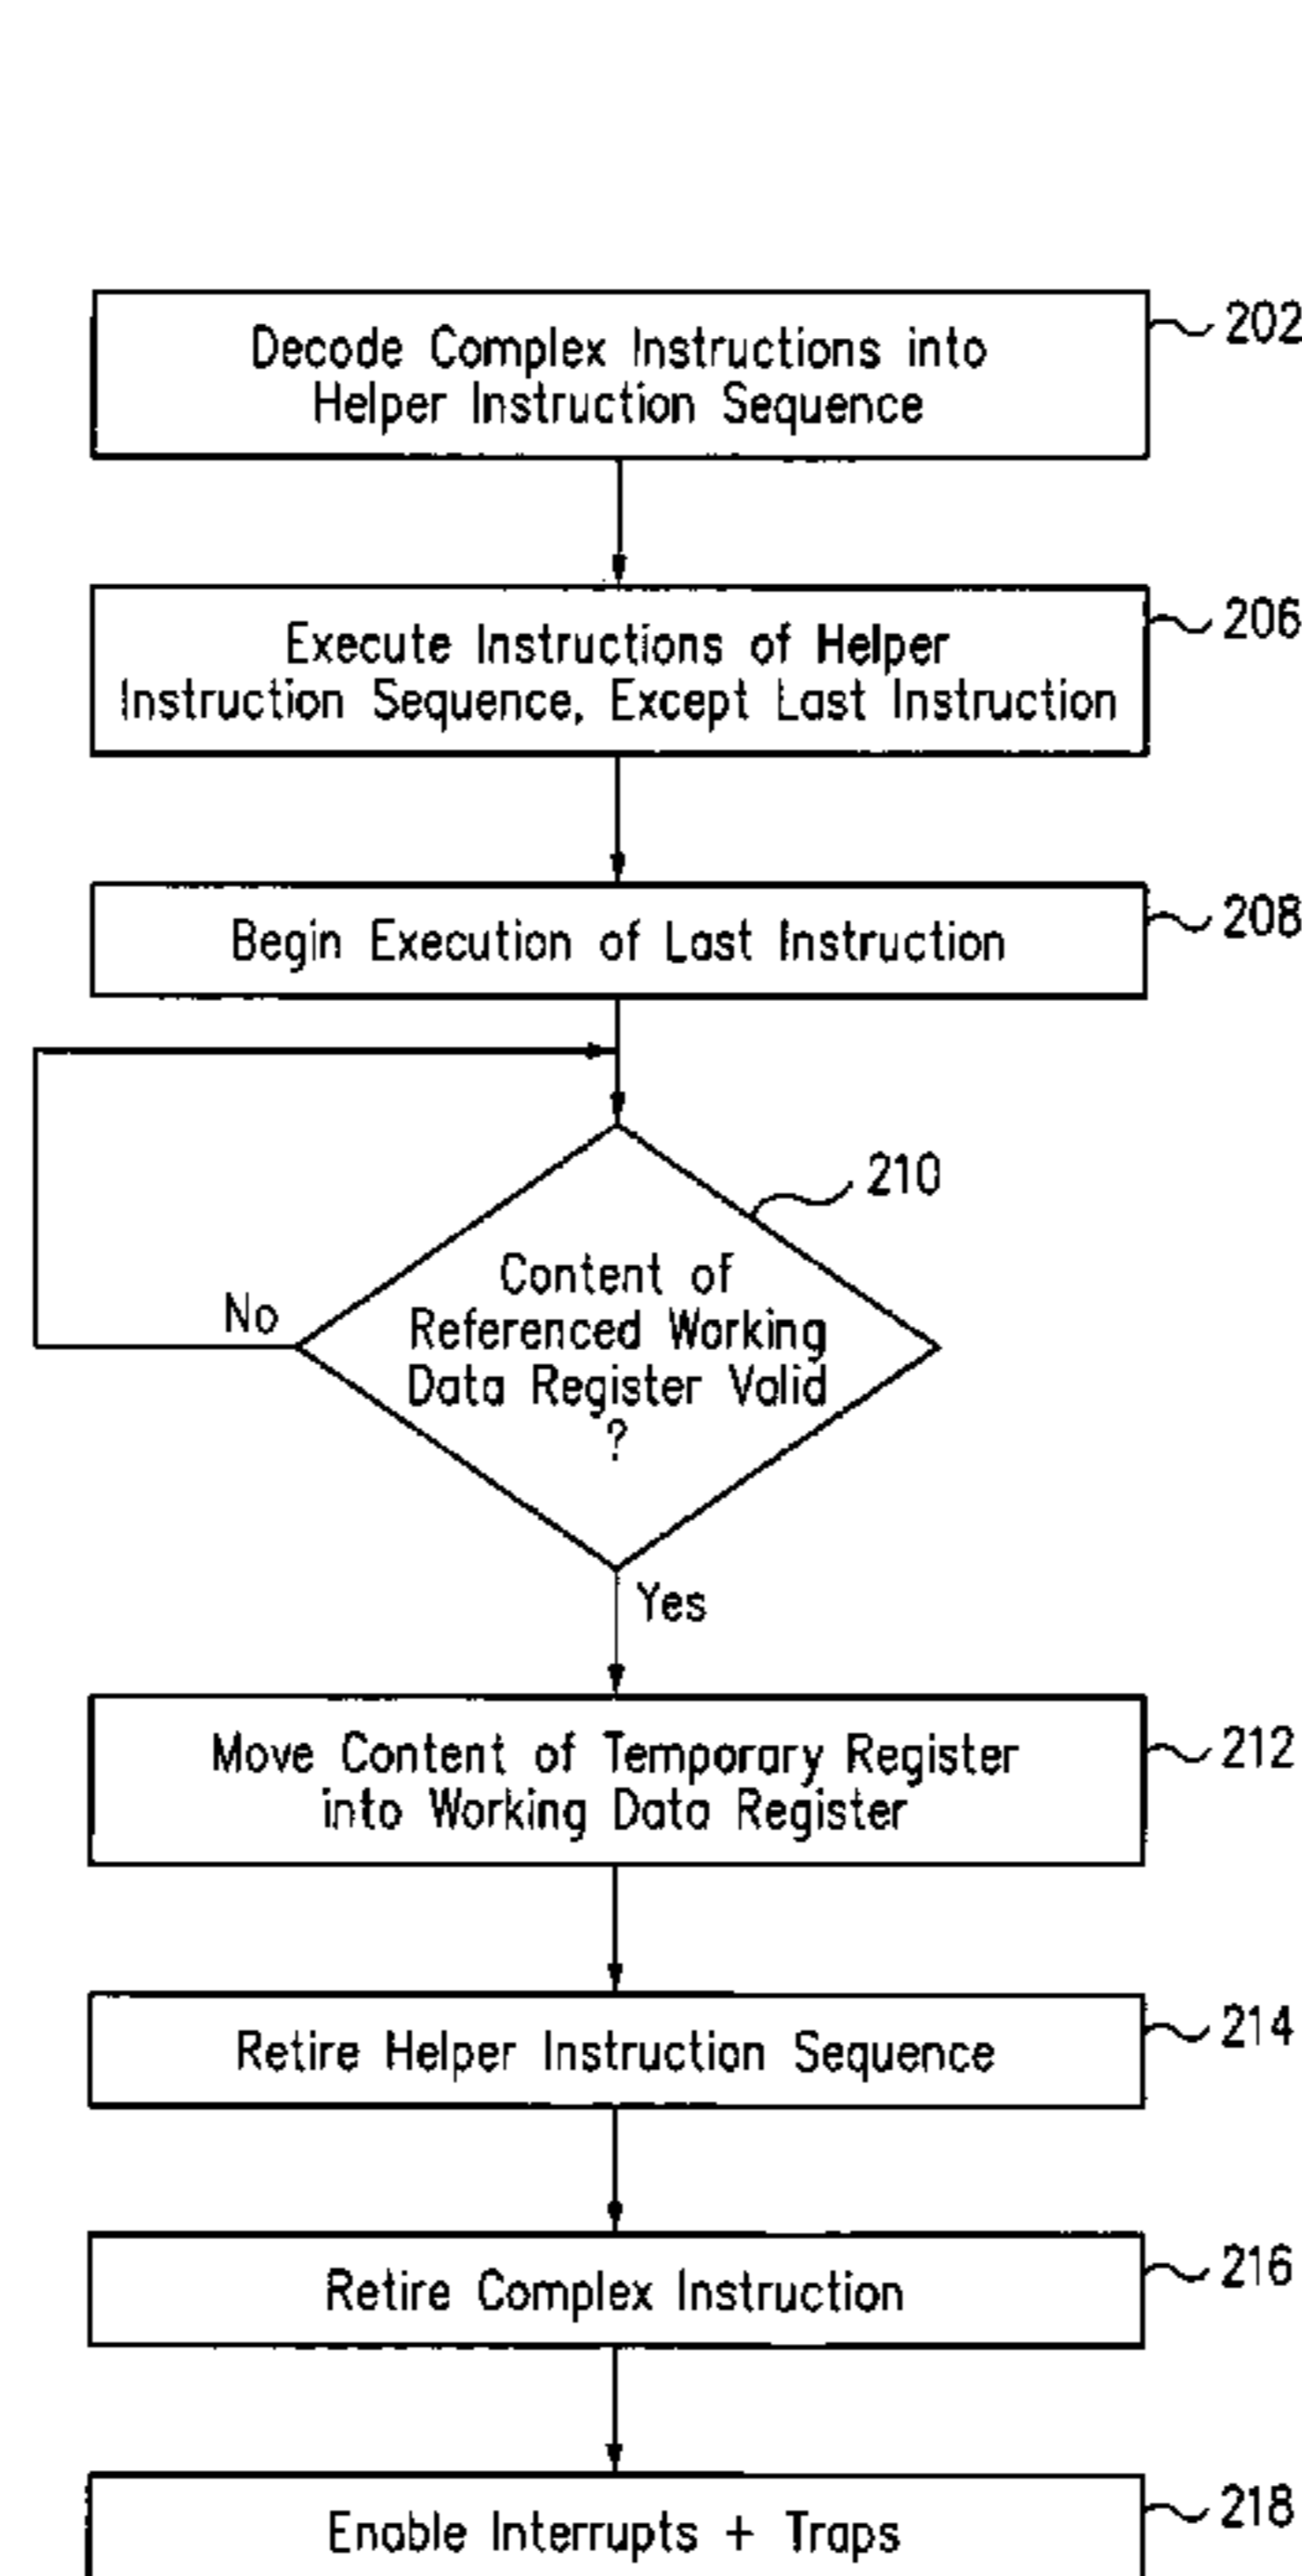 Decode Complex Instructions into
Helper Instruction Sequence
202
Execute Instructions of Helper
Instruction Sequence, Except Last Instruction
206
Begin Execution of Last Instruction
208
210
Content of
Referenced Working
Data Register Valid
?
No
Yes
Move Content of Temporary Register
into Working Data Register
212
Retire Helper Instruction Sequence
214
Retire Complex Instruction
216
Enable Interrupts + Traps
218